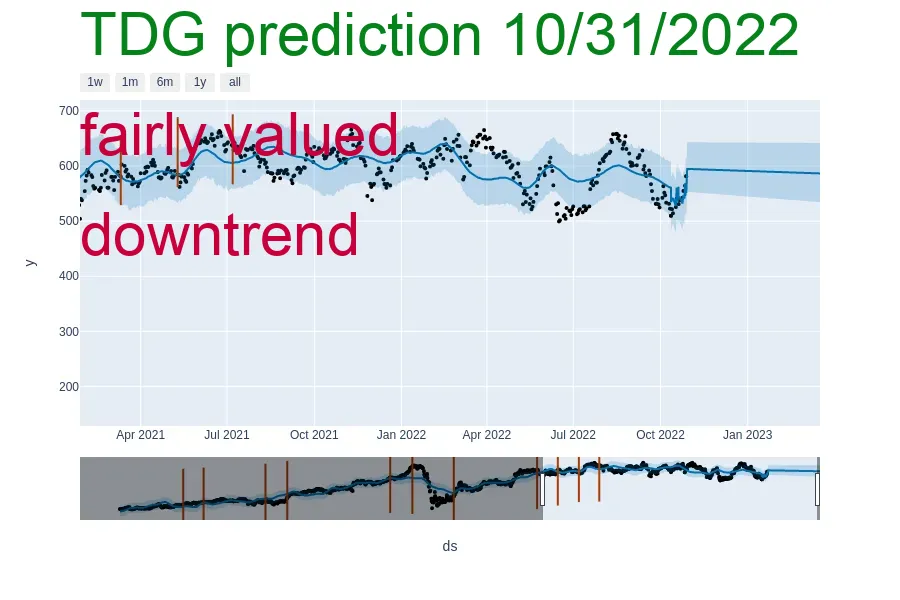 TDG prediction 10/31/2022
1w 1m 6m 1y all
fairly valued
downtrend
700
600
500
400
300
200
y
Apr 2021 Jul 2021 Oct 2021 Jan 2022 Apr 2022 Jul 2022 Oct 2022 Jan 2023
ds